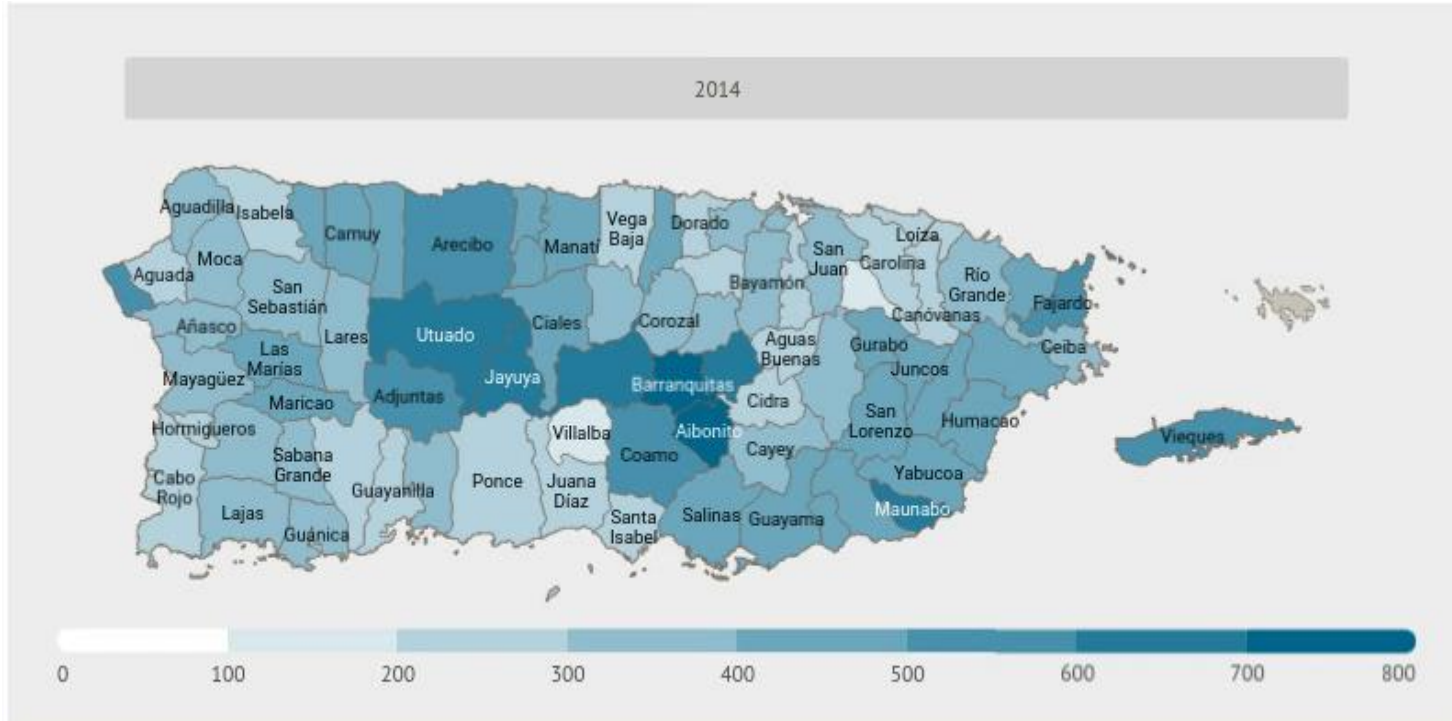 2014
Aguadilla
Isabela
Camuy
Arecibo
Manatí
Vega
Baja
Dorado
Loíza
San
Juan
Carolina
Moca
Aguada
San
Sebastián
Bayamón
Río
Grande
Fajardo
Canóvanas
Añasco
Utuado
Ciales
Corozal
Lares
Aguas
Buenas
Gurabo
Ceiba
Las
Marías
Mayagüez
Jayuya
Barranquitas
Juncos
Adjuntas
Maricao
Cidra
San
Lorenzo
Humacao
Hormigueros
Villalba
Aibonito
Vieques
Sabana
Grande
Coamo
Cayey
Cabo
Rojo
Guayanilla
Ponce
Juana
Díaz
Yabucoa
Lajas
Guánica
Santa
Isabel
Salinas
Guayama
Maunabo
0 100 200 300 400 500 600 700 800